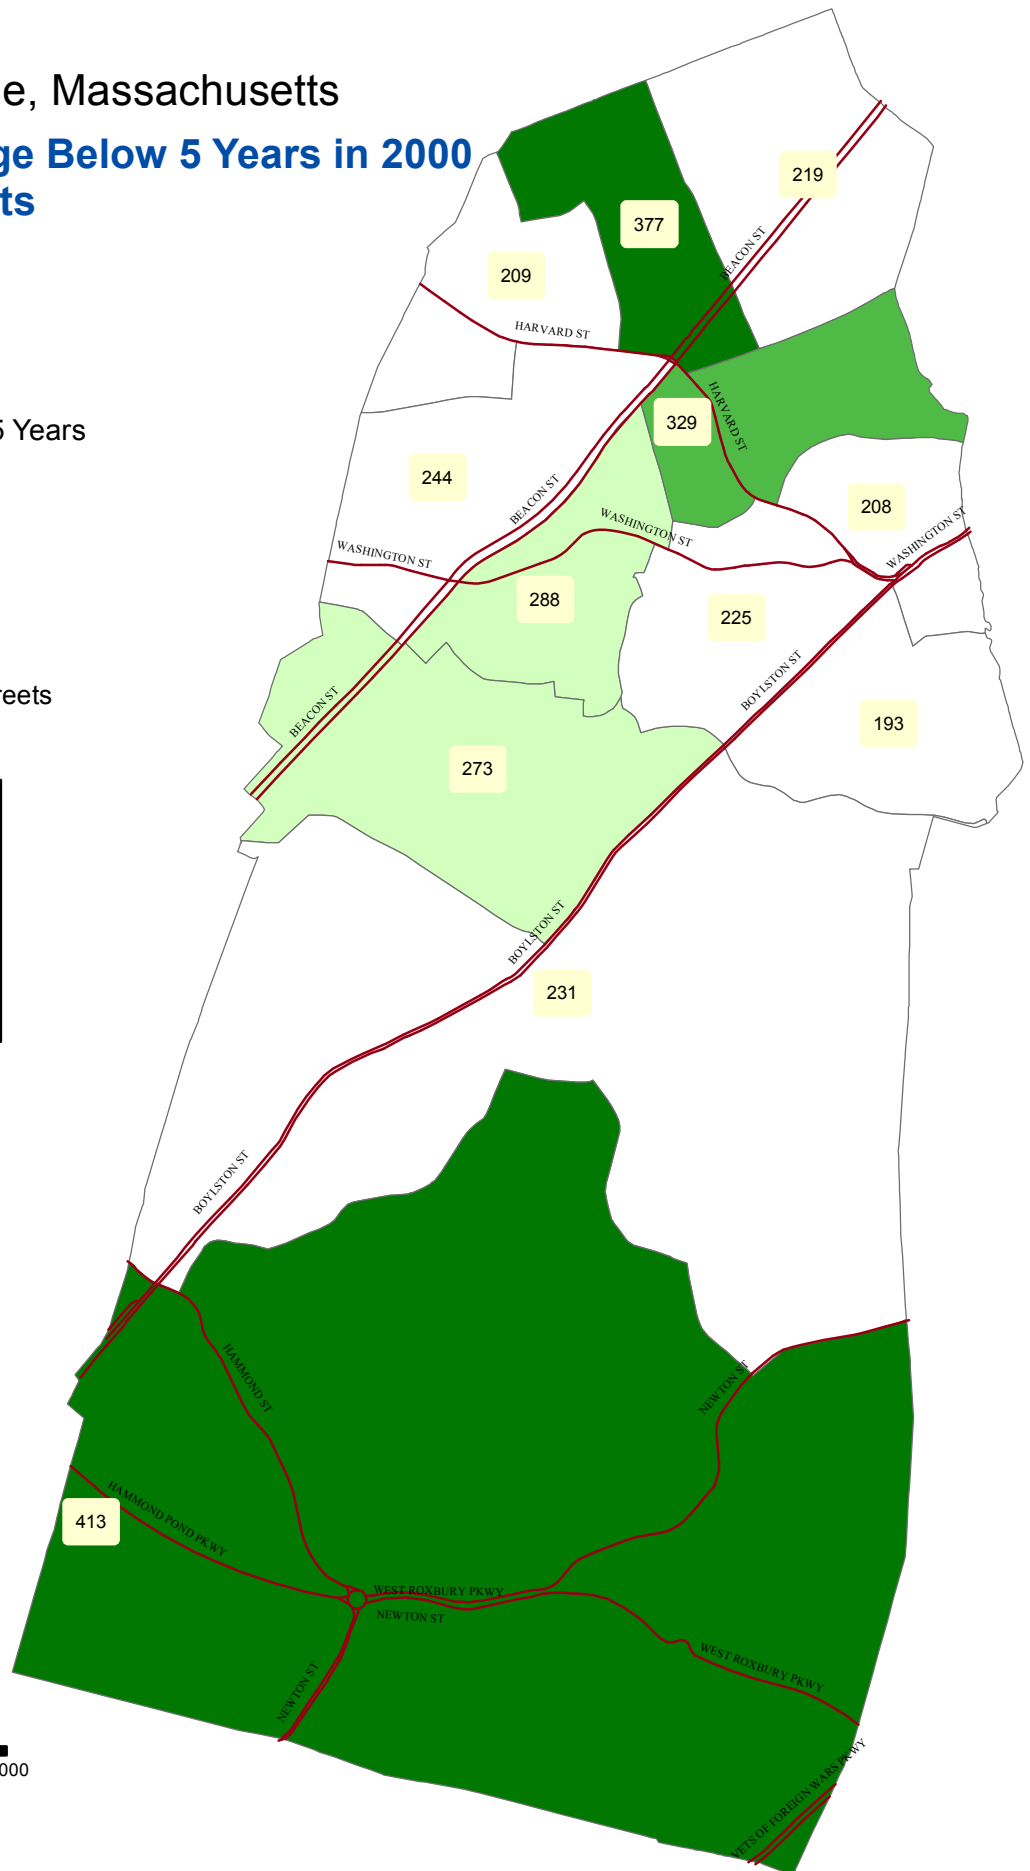 e, Massachusetts
ge Below 5 Years in 2000
ts
219
377
BEACON ST
209
HARVARD ST
HARVARD ST
329
5 Years
244
BEACON ST
208
WASHINGTON ST
WASHINGTON ST
WASHINGTON ST
288
225
BOYLSTON ST
reets
BEACON ST
193
273
BOYLSTON ST
231
BOYLSTON ST
HAMMOND ST
NEWTON ST
HAMMOND POND PKWY
413
WEST ROXBURY PKWY
NEWTON ST
WEST ROXBURY PKWY
NEWTON ST
000
VETS OF FOREIGN WARS PKWY